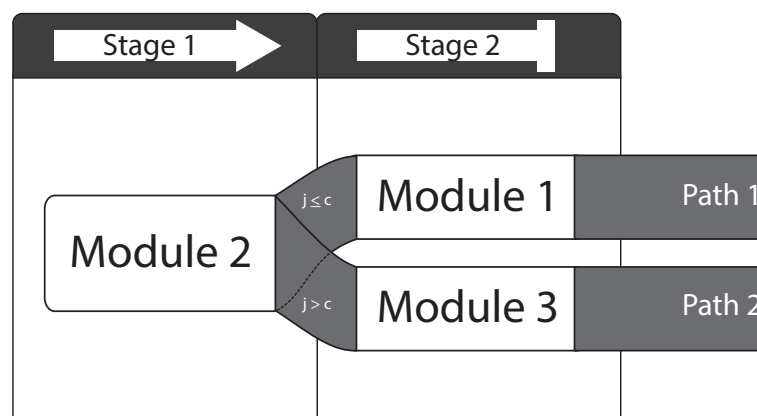 Stage 1
Stage 2
Module 2
j ≤ c
Module 1
Path 1
j > c
Module 3
Path 2